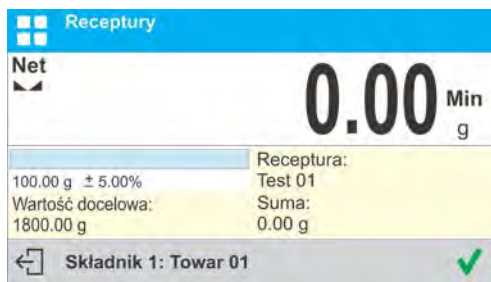 Receptury
Net
0.00 Min
g
100.00 g ± 5.00%
Wartość docelowa:
1800.00 g
Receptura:
Test 01
Suma:
0.00 g
Składnik 1: Towar 01